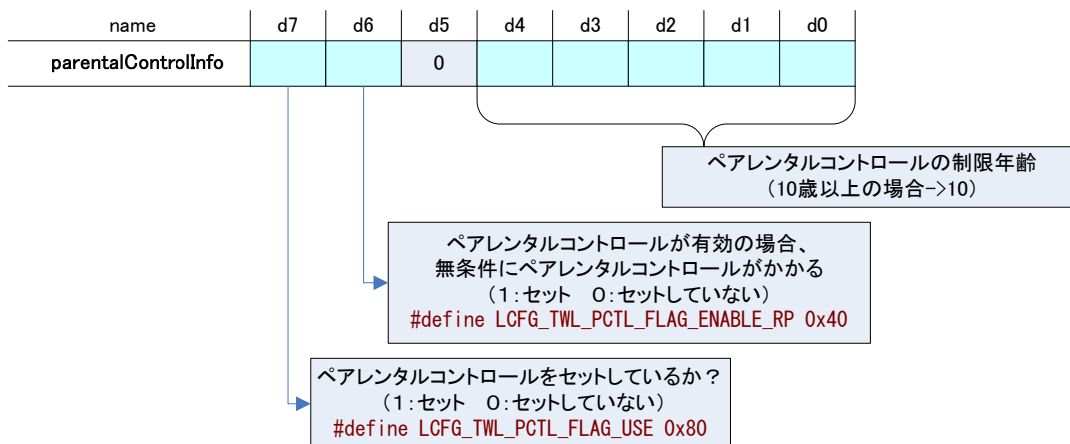 name d7 d6 d5 d4 d3 d2 d1 d0
parentalControlInfo 0
ペアレンタルコントロールの制限年齢
（10歳以上の場合->10）
ペアレンタルコントロールが有効の場合、
無条件にペアレンタルコントロールがかかる
（１：セット　０：セットしていない）
#define LCFG_TWL_PCTL_FLAG_ENABLE_RP 0x40
ペアレンタルコントロールをセットしているか？
（１：セット　０：セットしていない）
#define LCFG_TWL_PCTL_FLAG_USE 0x80